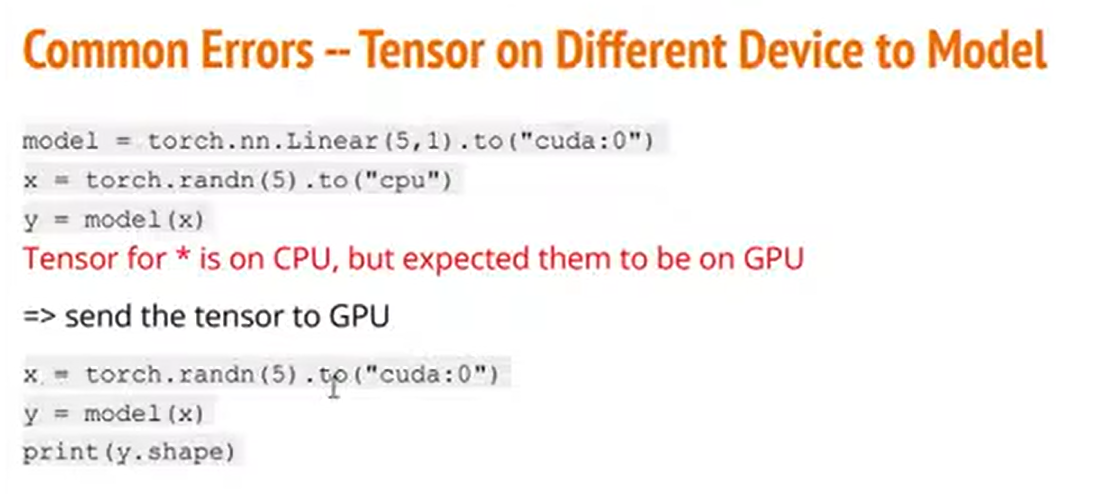 Common Errors -- Tensor on Different Device to Model
model = torch.nn.Linear(5,1).to("cuda:0")
x = torch.randn(5).to("cpu")
y = model(x)
Tensor for * is on CPU, but expected them to be on GPU
=> send the tensor to GPU
x = torch.randn(5).to("cuda:0")
y = model(x)
print(y.shape)